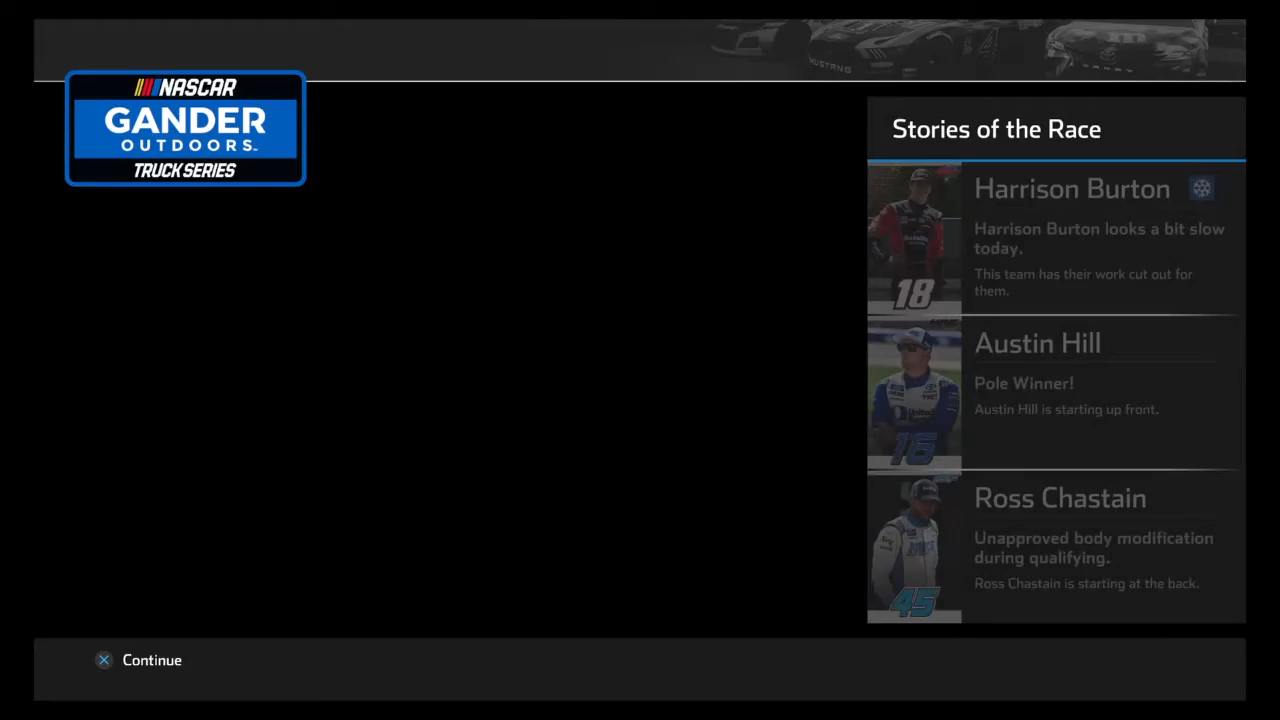 NASCAR
GANDER
OUTDOORS
TRUCK SERIES
MUSTANG
4
Stories of the Race
Harrison Burton
Harrison Burton looks a bit slow
today.
This team has their work cut out for
them.
18
Austin Hill
Pole Winner!
Austin Hill is starting up front.
16
Ross Chastain
Unapproved body modification
during qualifying.
Ross Chastain is starting at the back.
45
Continue